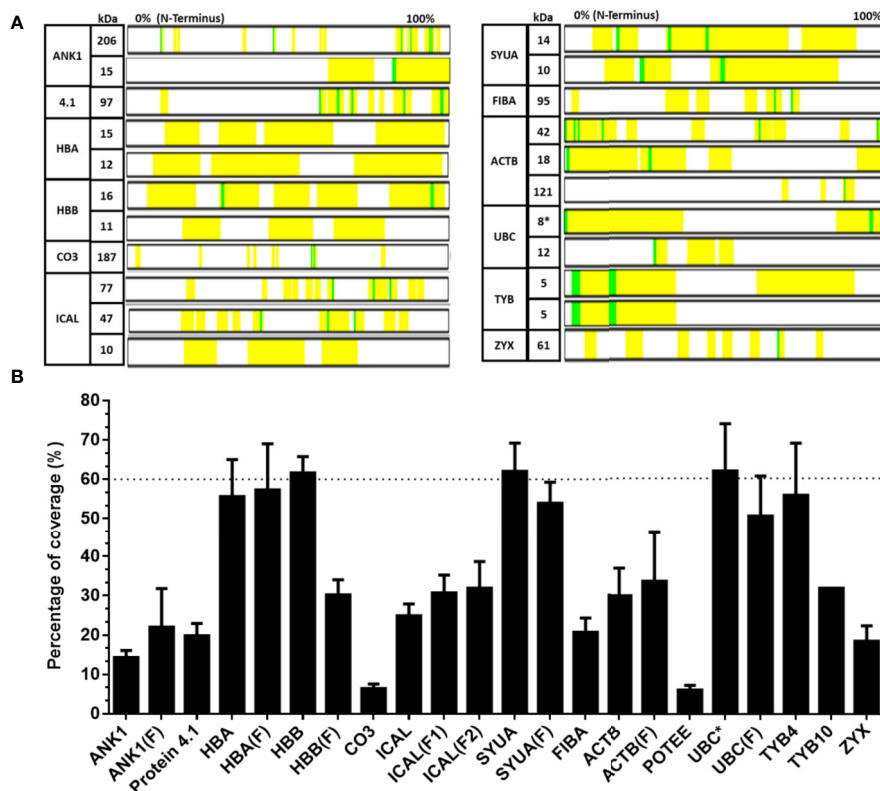 A
kDa 0% (N-Terminus) 100%
ANK1 206
15
4.1 97
HBA 15
12
HBB 16
11
CO3 187
ICAL 77
47
10
kDa 0% (N-Terminus) 100%
SYUA 14
10
FIBA 95
ACTB 42
18
121
UBC 8*
12
TYB 5
5
ZYX 61
B
Percentage of coverage (%)
80
70
60
50
40
30
20
10
0
ANK1
ANK1(F)
Protein 4.1
HBA
HBA(F)
HBB
HBB(F)
CO3
ICAL
ICAL(F1)
ICAL(F2)
SYUA
SYUA(F)
FIBA
ACTB
ACTB(F)
POTEE
UBC*
UBC(F)
TYB4
TYB10
ZYX